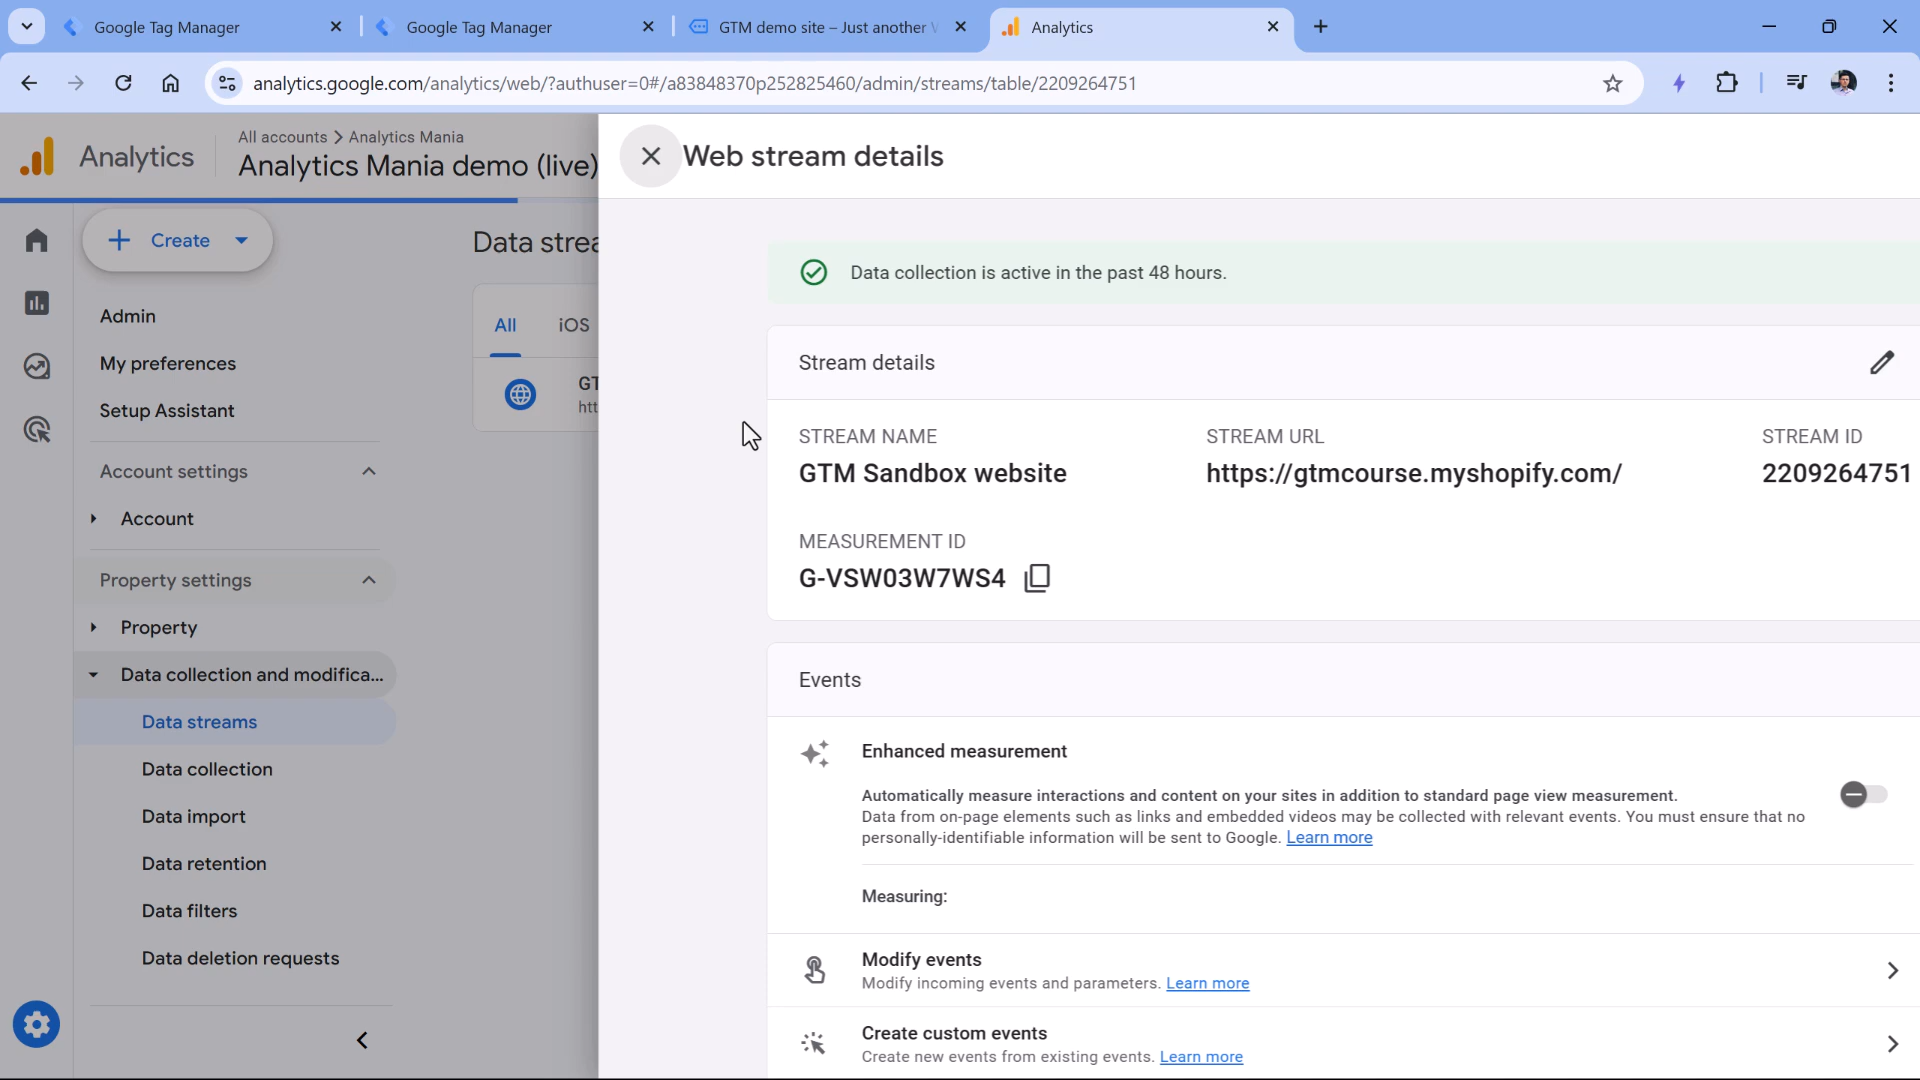 Google Tag Manager
Google Tag Manager
GTM demo site – Just another
Analytics
analytics.google.com/analytics/web/?authuser=0#/a83848370p252825460/admin/streams/table/2209264751
Analytics
All accounts > Analytics Mania
Analytics Mania demo (live)
Web stream details
Create
Data strea
Data collection is active in the past 48 hours.
Admin
All
iOS
My preferences
Stream details
GT
htt
Setup Assistant
STREAM NAME
STREAM URL
STREAM ID
Account settings
GTM Sandbox website
https://gtmcourse.myshopify.com/
2209264751
Account
MEASUREMENT ID
Property settings
G-VSW03W7WS4
Property
Data collection and modifica...
Events
Data streams
Enhanced measurement
Data collection
Automatically measure interactions and content on your sites in addition to standard page view measurement.
Data from on-page elements such as links and embedded videos may be collected with relevant events. You must ensure that no
personally-identifiable information will be sent to Google. Learn more
Data import
Data retention
Measuring:
Data filters
Data deletion requests
Modify events
Modify incoming events and parameters. Learn more
Create custom events
Create new events from existing events. Learn more